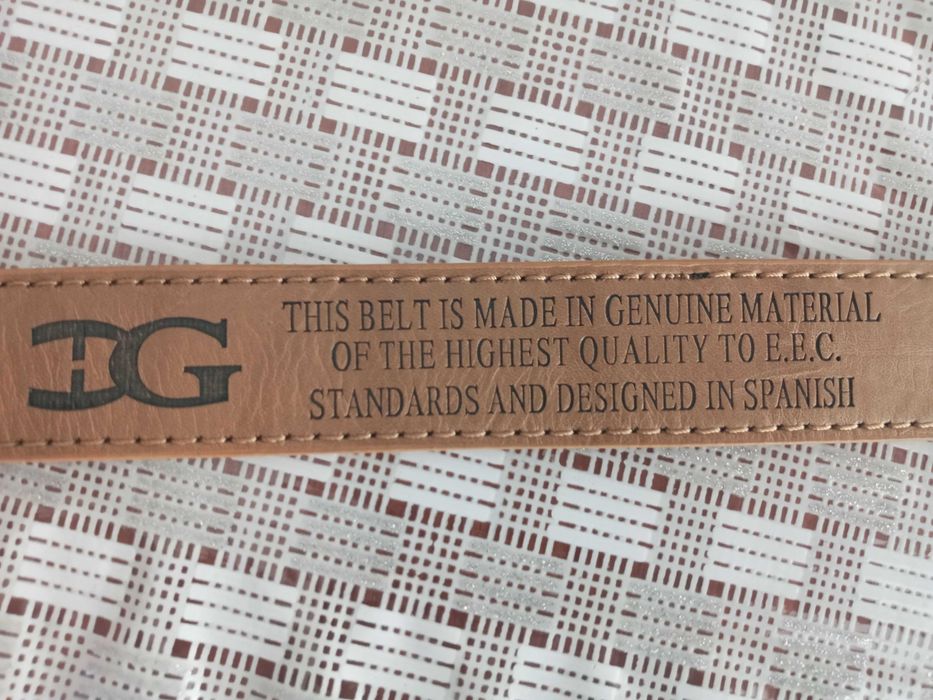 THIS BELT IS MADE IN GENUINE MATERIAL
OF THE HIGHEST QUALITY TO E.E.C.
STANDARDS AND DESIGNED IN SPANISH